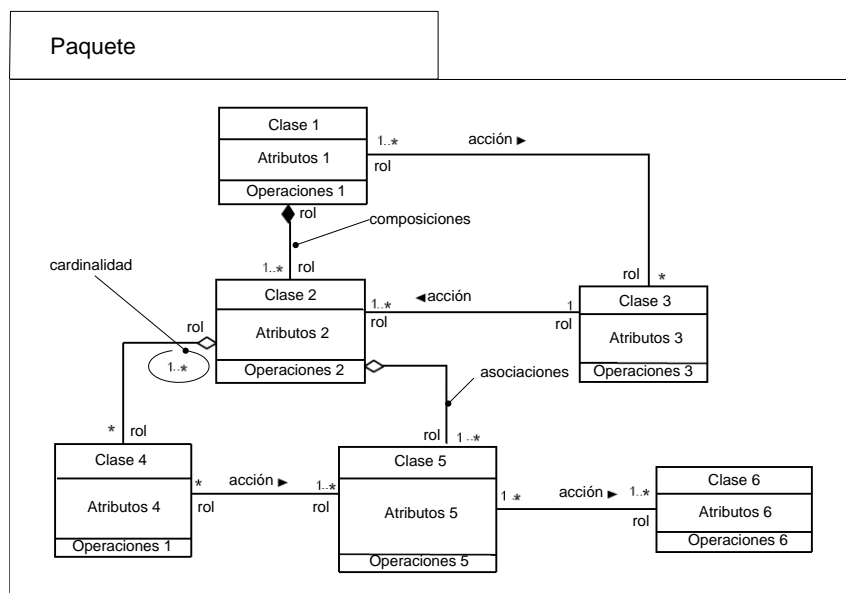 Paquete
Clase 1
1..*
acción ►
Atributos 1
rol
Operaciones 1
rol
composiciones
cardinalidad
1..*
rol
rol
*
Clase 2
1..*
◄acción
1
Clase 3
rol
Atributos 2
rol
rol
Atributos 3
1..*
Operaciones 2
asociaciones
Operaciones 3
*
rol
rol
1..*
Clase 4
Clase 5
*
acción ►
1..*
Clase 6
1..*
acción ►
1..*
Atributos 4
rol
rol
Atributos 5
rol
Atributos 6
Operaciones 1
Operaciones 5
Operaciones 6